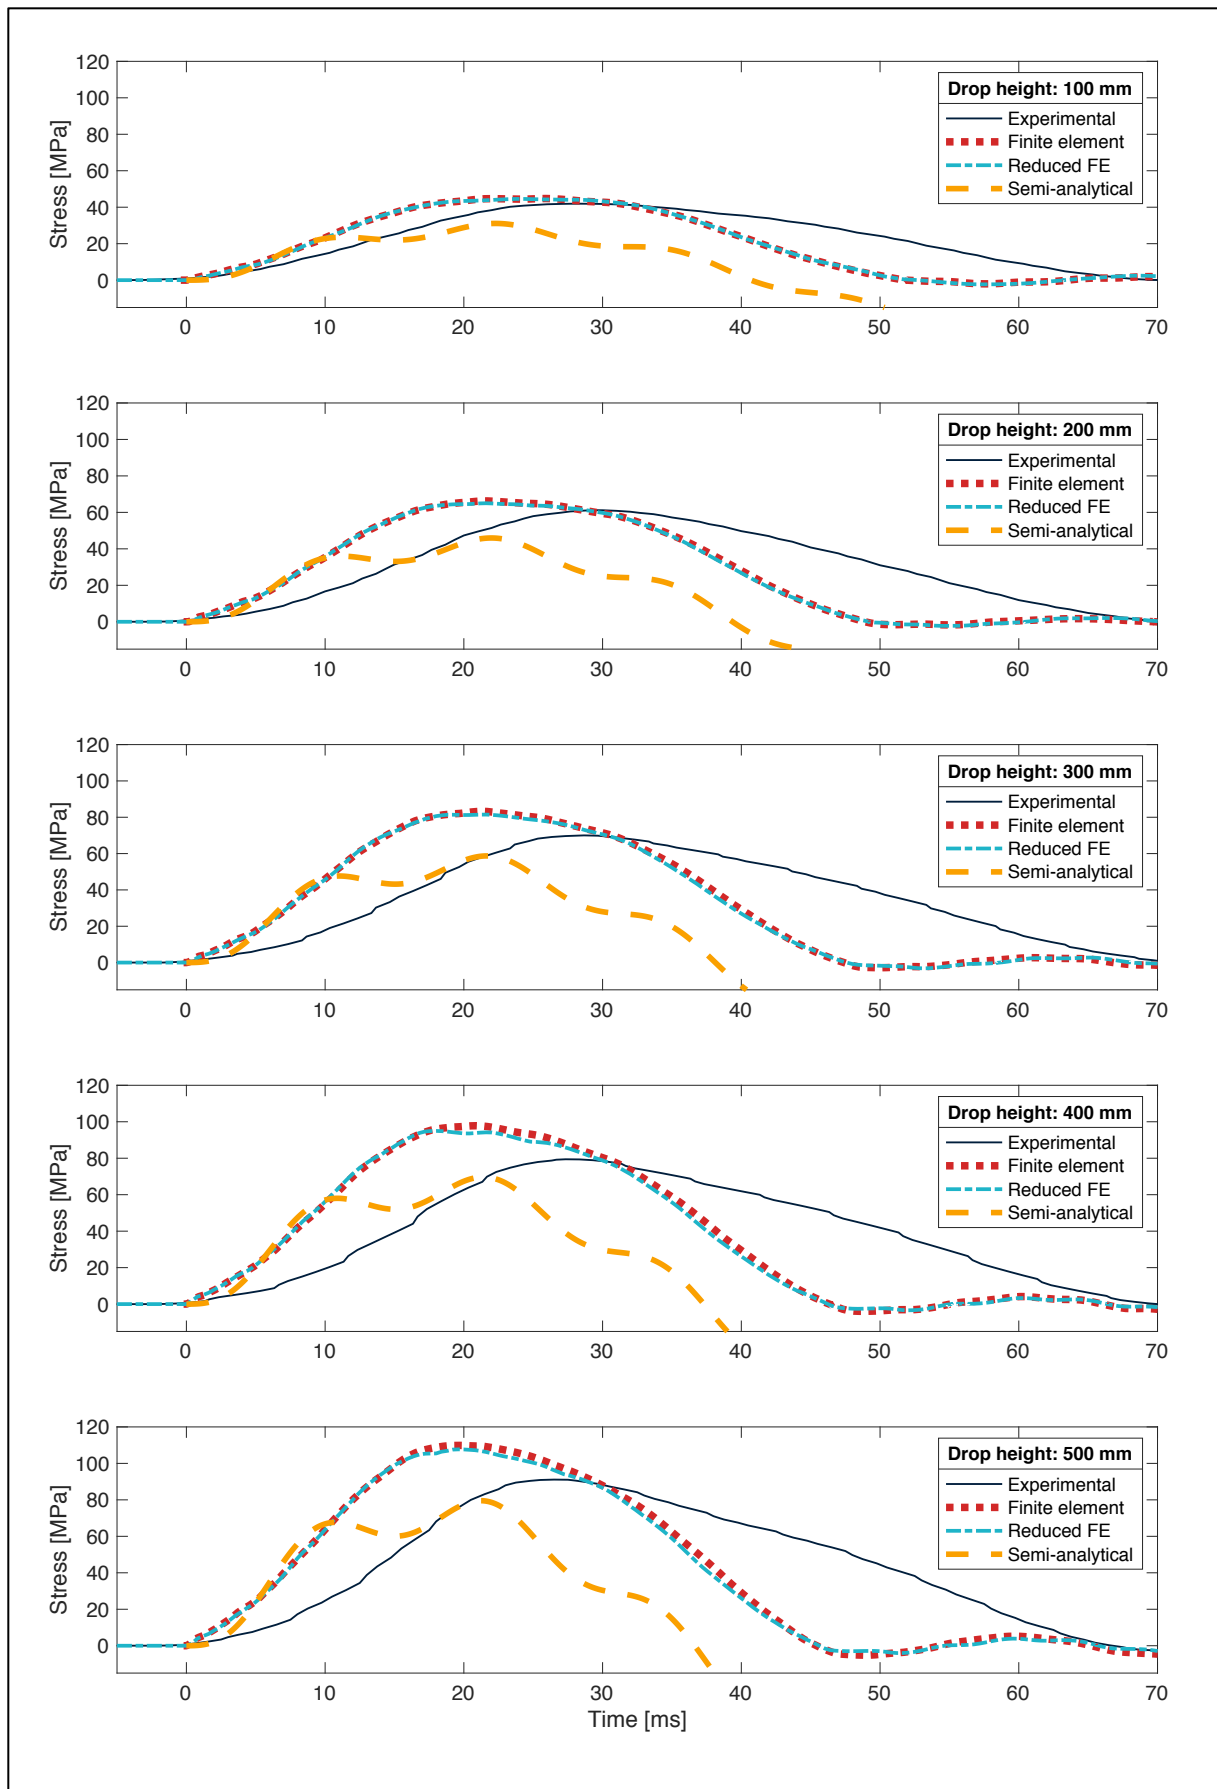 120
100
80
60
40
20
0
Stress [MPa]
Drop height: 100 mm
Experimental
Finite element
Reduced FE
Semi-analytical
0 10 20 30 40 50 60 70
120
100
80
60
40
20
0
Stress [MPa]
Drop height: 200 mm
Experimental
Finite element
Reduced FE
Semi-analytical
0 10 20 30 40 50 60 70
120
100
80
60
40
20
0
Stress [MPa]
Drop height: 300 mm
Experimental
Finite element
Reduced FE
Semi-analytical
0 10 20 30 40 50 60 70
120
100
80
60
40
20
0
Stress [MPa]
Drop height: 400 mm
Experimental
Finite element
Reduced FE
Semi-analytical
0 10 20 30 40 50 60 70
120
100
80
60
40
20
0
Stress [MPa]
Drop height: 500 mm
Experimental
Finite element
Reduced FE
Semi-analytical
0 10 20 30 40 50 60 70
Time [ms]